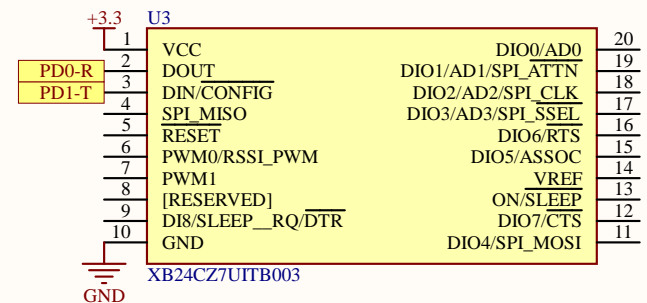 +3.3 U3
1 VCC DIO0/AD0 20
PD0-R 2 DOUT DIO1/AD1/SPI_ATTN 19
PD1-T 3 DIN/CONFIG DIO2/AD2/SPI_CLK 18
4 SPI_MISO DIO3/AD3/SPI_SSEL 17
5 RESET DIO6/RTS 16
6 PWM0/RSSI_PWM DIO5/ASSOC 15
7 PWM1 VREF 14
8 [RESERVED] ON/SLEEP 13
9 DI8/SLEEP__RQ/DTR DIO7/CTS 12
10 GND DIO4/SPI_MOSI 11
XB24CZ7UITB003
GND